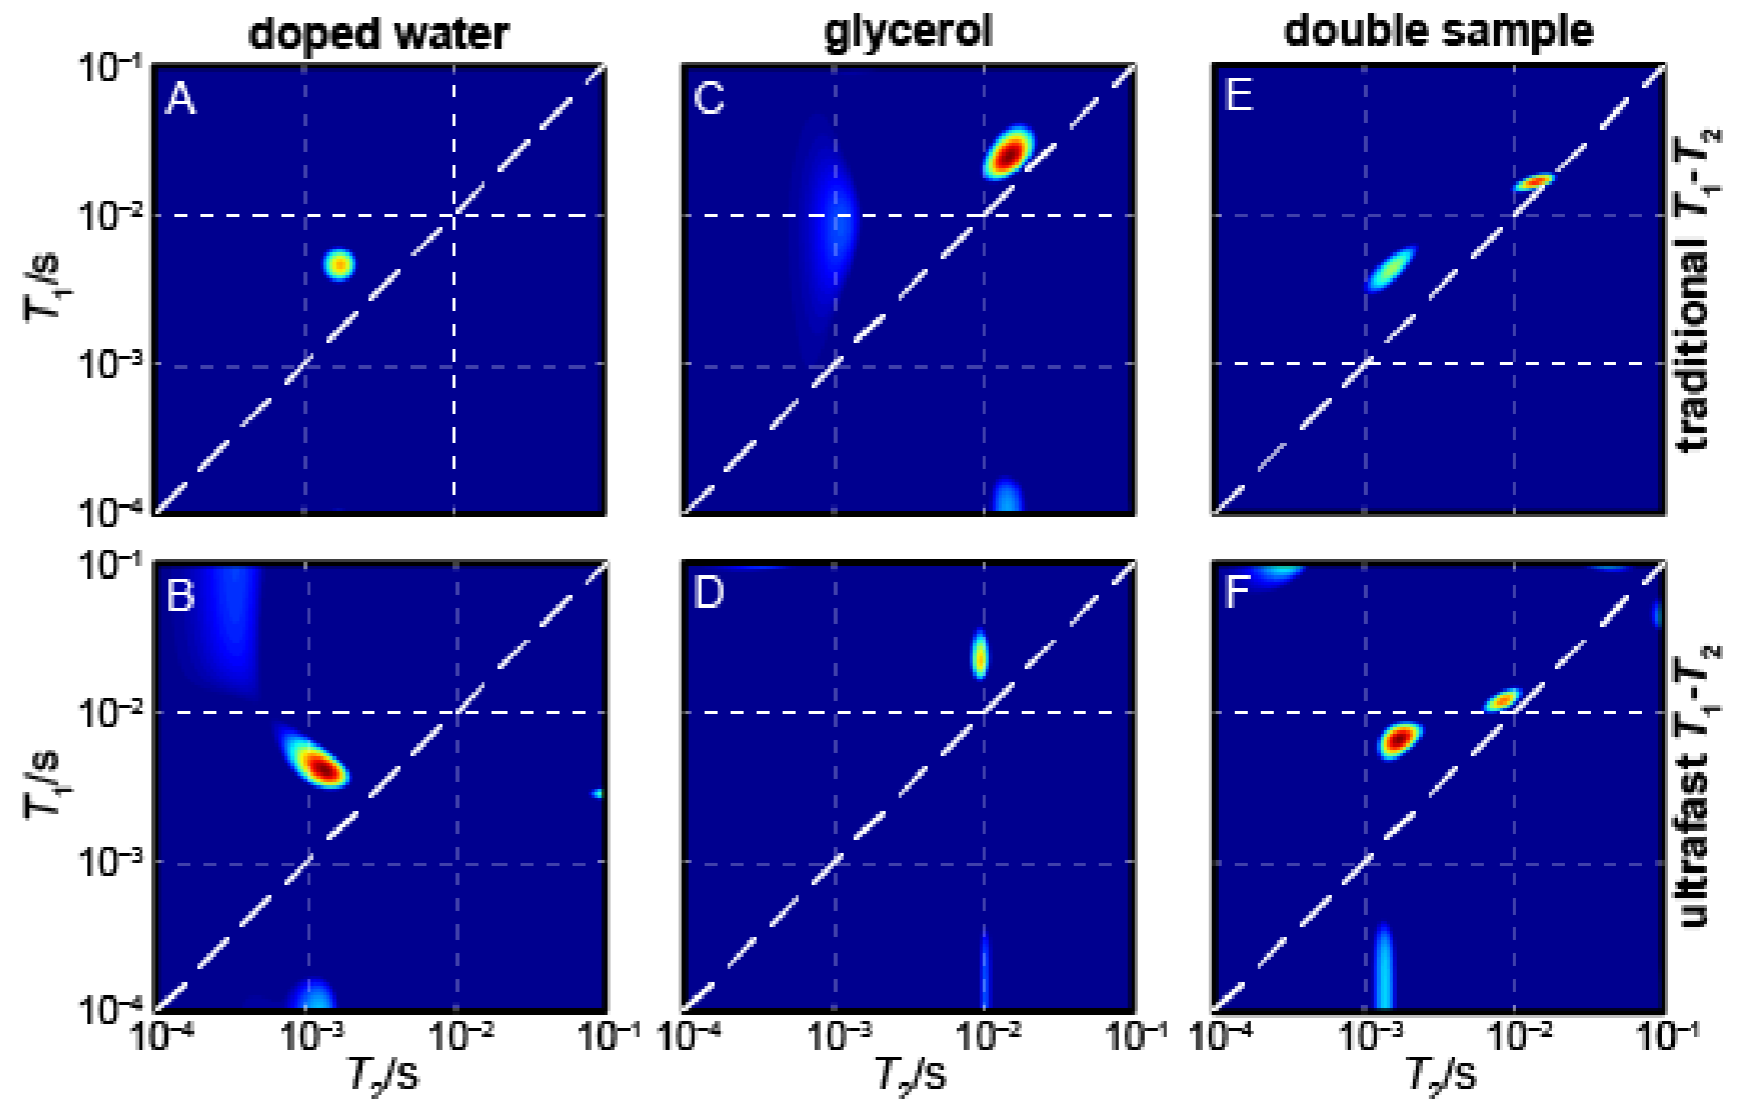 doped water
glycerol
double sample
10⁻¹
10⁻²
10⁻³
10⁻⁴
T₁/s
A
C
E
traditional T₁-T₂
10⁻¹
10⁻²
10⁻³
10⁻⁴
T₁/s
B
D
F
ultrafast T₁-T₂
10⁻⁴ 10⁻³ 10⁻² 10⁻¹
10⁻⁴ 10⁻³ 10⁻² 10⁻¹
10⁻⁴ 10⁻³ 10⁻² 10⁻¹
T₂/s
T₂/s
T₂/s